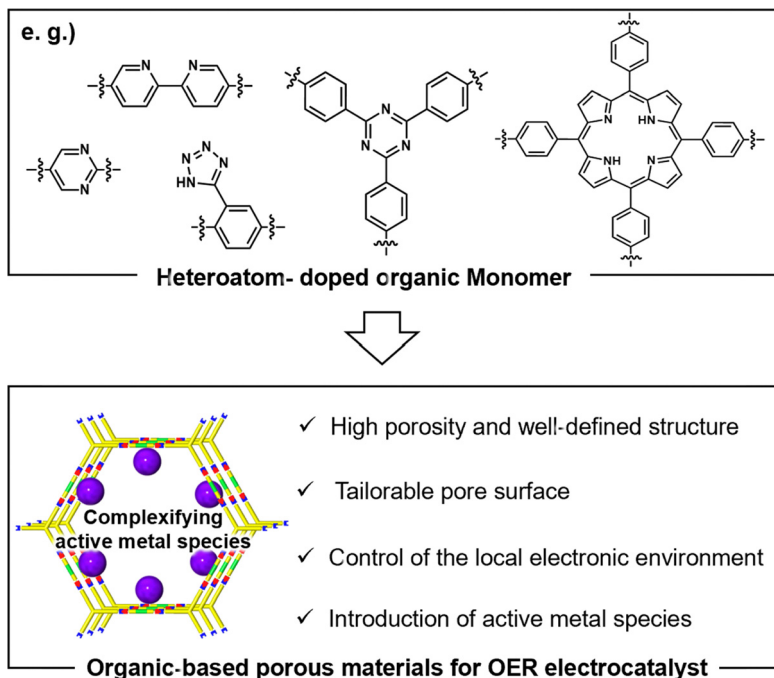 e. g.)
N
N
N
N
N
N
N
N
HN
N
N
N
N
HN
NH
N
Heteroatom- doped organic Monomer
Complexifying
active metal species
✓ High porosity and well-defined structure
✓ Tailorable pore surface
✓ Control of the local electronic environment
✓ Introduction of active metal species
Organic-based porous materials for OER electrocatalyst